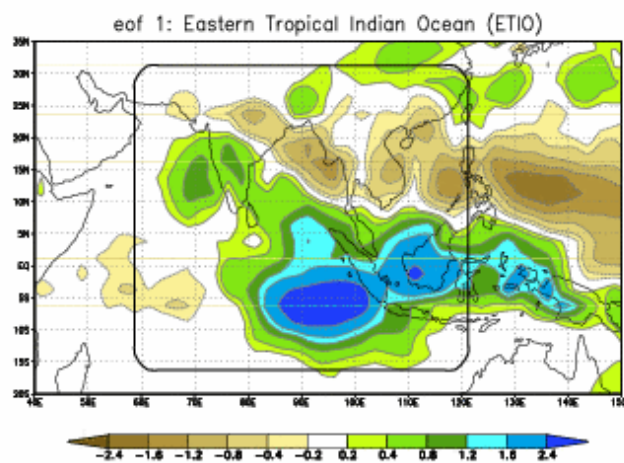 eof 1: Eastern Tropical Indian Ocean (ETIO)
35N
30N
25N
20N
15N
10N
5N
EQ
5S
10S
15S
20S
40E 50E 60E 70E 80E 90E 100E 110E 120E 130E 140E 150E
-2.4 -1.6 -1.2 -0.8 -0.4 -0.2 0.2 0.4 0.8 1.2 1.6 2.4